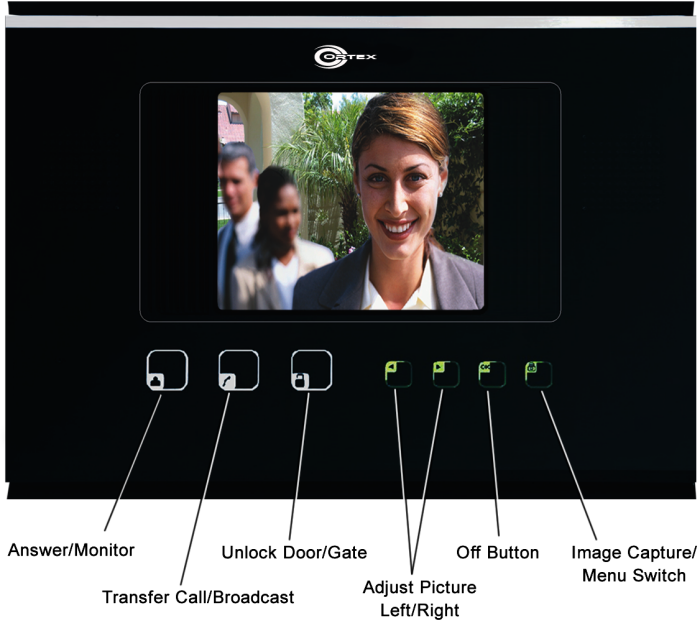 CORTEX
OK
Answer/Monitor
Transfer Call/Broadcast
Unlock Door/Gate
Adjust Picture
Left/Right
Off Button
Image Capture/
Menu Switch